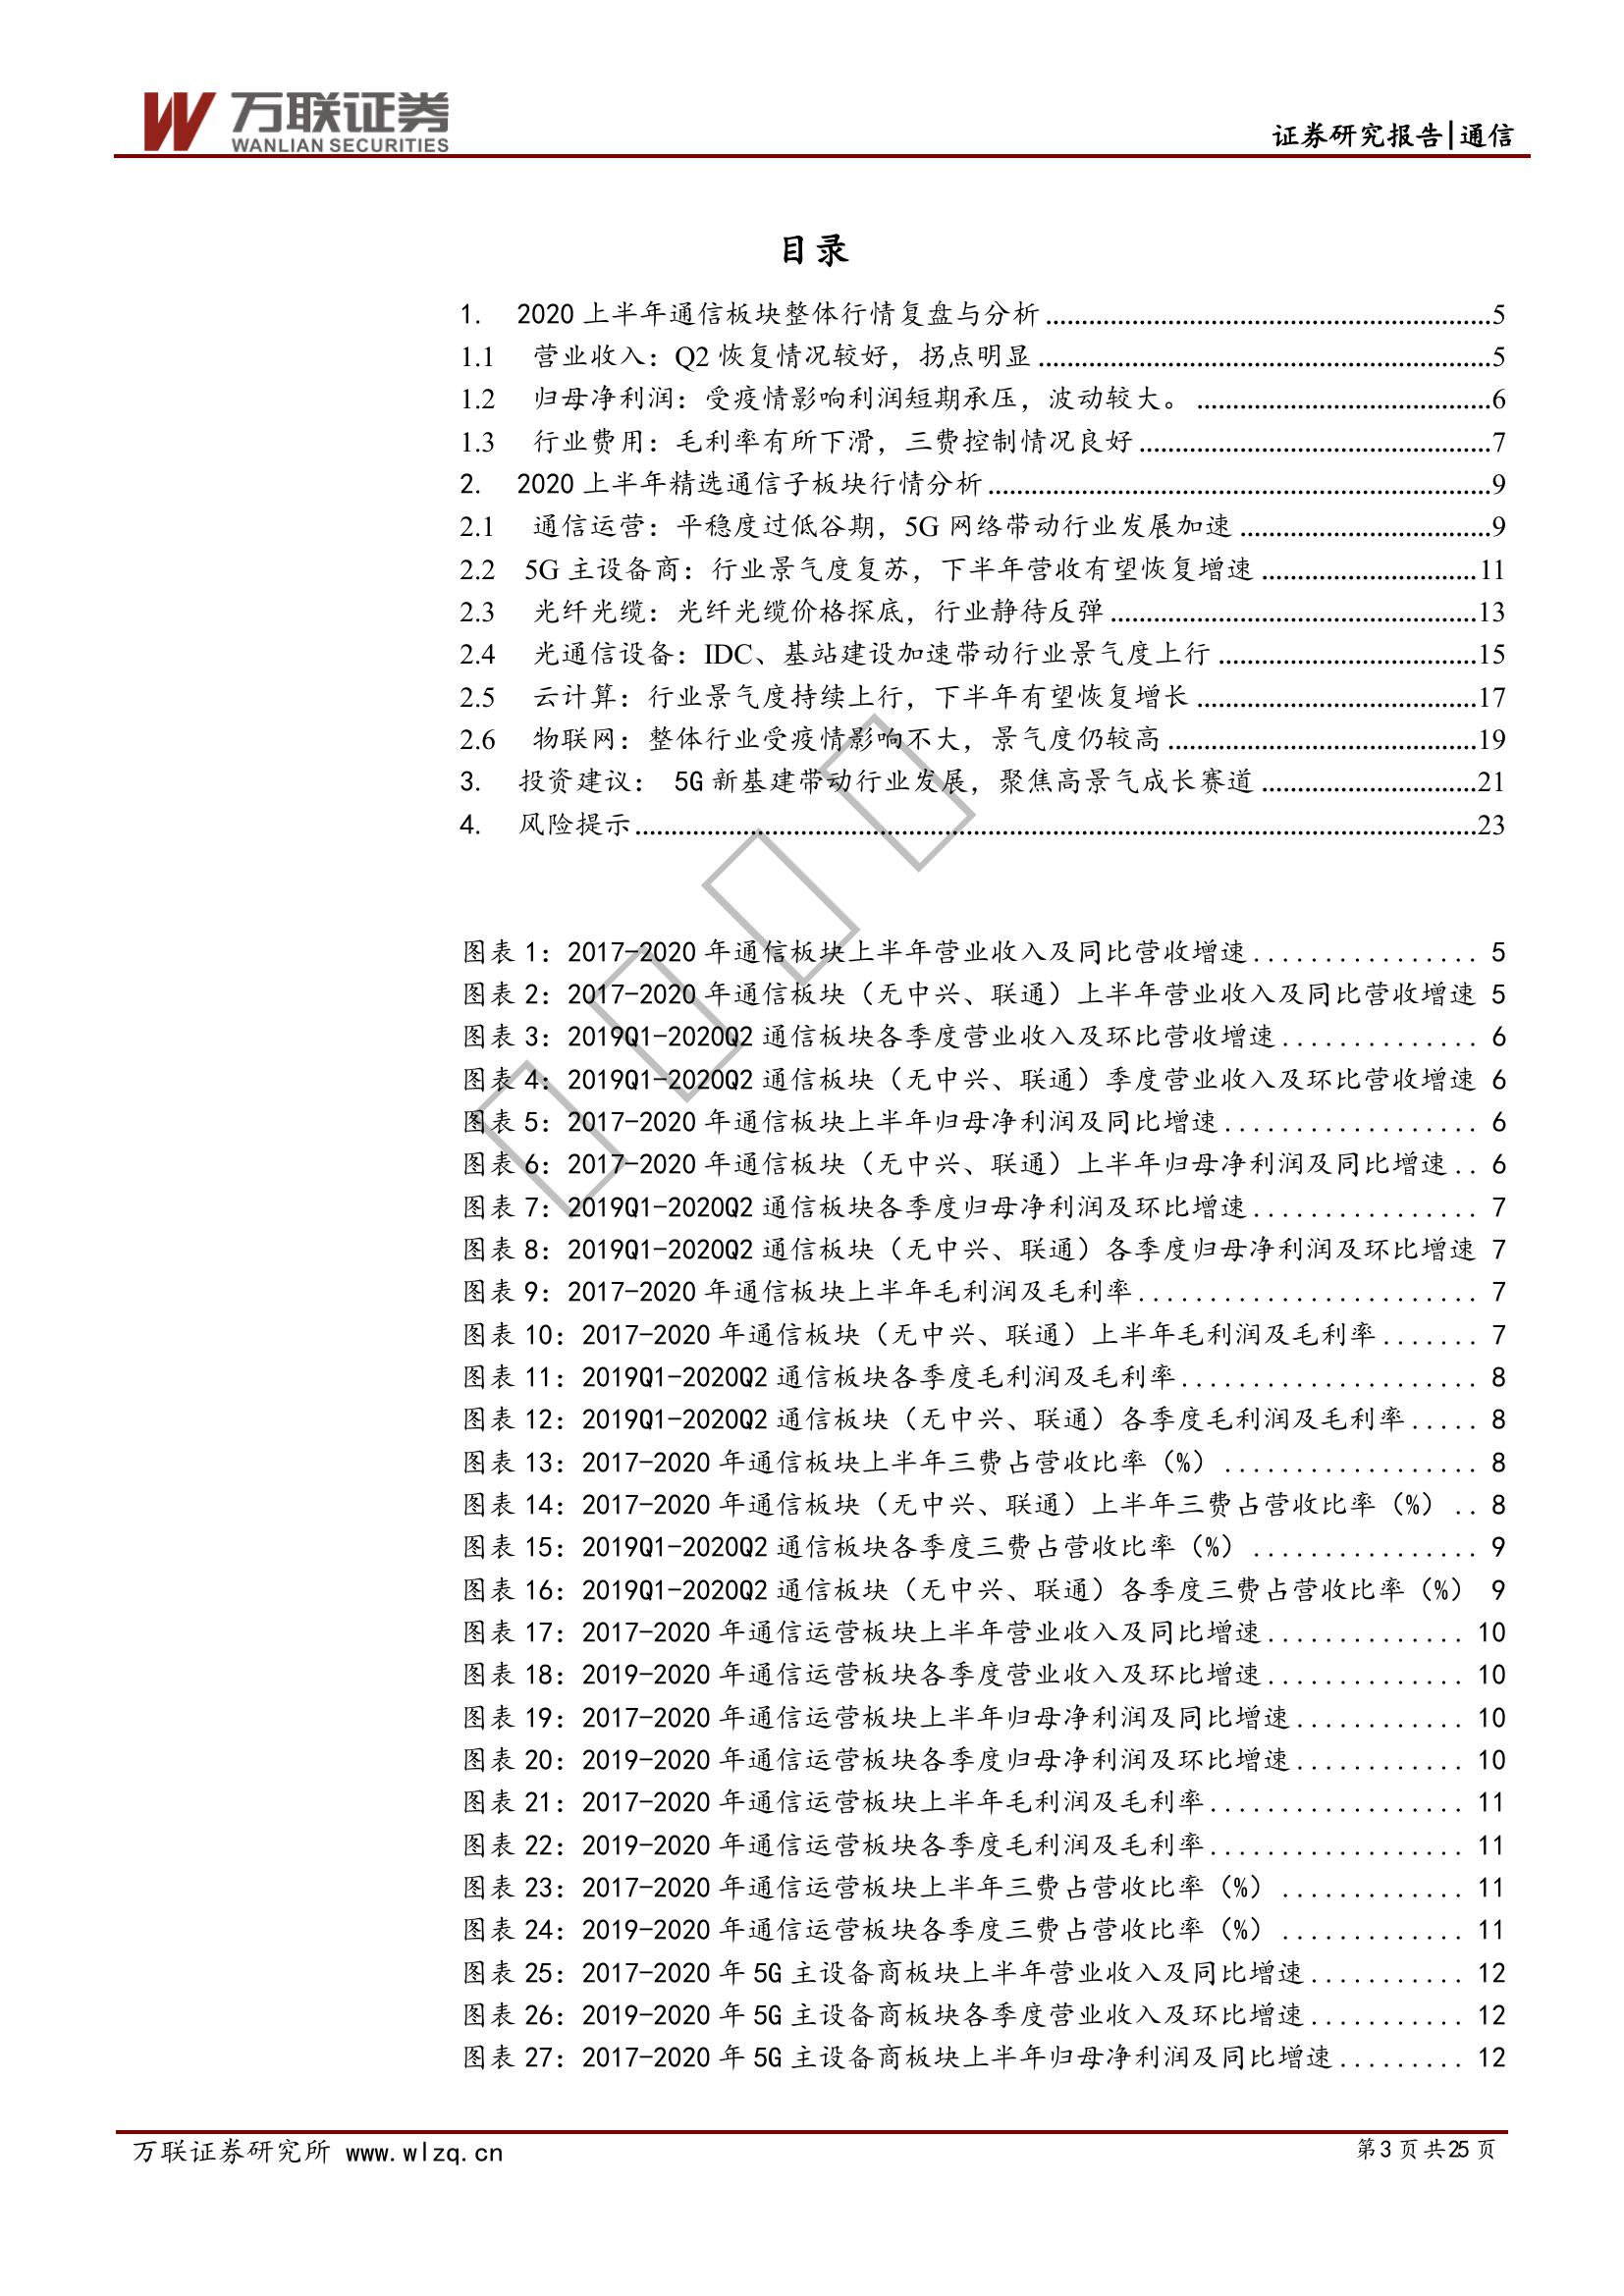 万联证券
WANLIAN SECURITIES
证券研究报告|通信
目录
1. 2020 上半年通信板块整体行情复盘与分析 ................................................................5
1.1 营业收入：Q2 恢复情况较好，拐点明显 ................................................................5
1.2 归母净利润：受疫情影响利润短期承压，波动较大。 ..........................................6
1.3 行业费用：毛利率有所下滑，三费控制情况良好 ..................................................7
2. 2020 上半年精选通信子板块行情分析 ......................................................................9
2.1 通信运营：平稳度过低谷期，5G 网络带动行业发展加速 .....................................9
2.2 5G 主设备商：行业景气度复苏，下半年营收有望恢复增速 ..............................11
2.3 光纤光缆：光纤光缆价格探底，行业静待反弹 ...................................................13
2.4 光通信设备：IDC、基站建设加速带动行业景气度上行 ....................................15
2.5 云计算：行业景气度持续上行，下半年有望恢复增长 .......................................17
2.6 物联网：整体行业受疫情影响不大，景气度仍较高 ...........................................19
3. 投资建议： 5G 新基建带动行业发展，聚焦高景气成长赛道 ..............................21
4. 风险提示.....................................................................................................................23
图表 1：2017-2020 年通信板块上半年营业收入及同比营收增速................ 5
图表 2：2017-2020 年通信板块（无中兴、联通）上半年营业收入及同比营收增速 5
图表 3：2019Q1-2020Q2 通信板块各季度营业收入及环比营收增速.............. 6
图表 4：2019Q1-2020Q2 通信板块（无中兴、联通）季度营业收入及环比营收增速 6
图表 5：2017-2020 年通信板块上半年归母净利润及同比增速.................. 6
图表 6：2017-2020 年通信板块（无中兴、联通）上半年归母净利润及同比增速.. 6
图表 7：2019Q1-2020Q2 通信板块各季度归母净利润及环比增速................ 7
图表 8：2019Q1-2020Q2 通信板块（无中兴、联通）各季度归母净利润及环比增速 7
图表 9：2017-2020 年通信板块上半年毛利润及毛利率........................ 7
图表 10：2017-2020 年通信板块（无中兴、联通）上半年毛利润及毛利率....... 7
图表 11：2019Q1-2020Q2 通信板块各季度毛利润及毛利率..................... 8
图表 12：2019Q1-2020Q2 通信板块（无中兴、联通）各季度毛利润及毛利率..... 8
图表 13：2017-2020 年通信板块上半年三费占营收比率（%）.................. 8
图表 14：2017-2020 年通信板块（无中兴、联通）上半年三费占营收比率（%）.. 8
图表 15：2019Q1-2020Q2 通信板块各季度三费占营收比率（%）................ 9
图表 16：2019Q1-2020Q2 通信板块（无中兴、联通）各季度三费占营收比率（%） 9
图表 17：2017-2020 年通信运营板块上半年营业收入及同比增速.............. 10
图表 18：2019-2020 年通信运营板块各季度营业收入及环比增速.............. 10
图表 19：2017-2020 年通信运营板块上半年归母净利润及同比增速............ 10
图表 20：2019-2020 年通信运营板块各季度归母净利润及环比增速............ 10
图表 21：2017-2020 年通信运营板块上半年毛利润及毛利率.................. 11
图表 22：2019-2020 年通信运营板块各季度毛利润及毛利率.................. 11
图表 23：2017-2020 年通信运营板块上半年三费占营收比率（%）............. 11
图表 24：2019-2020 年通信运营板块各季度三费占营收比率（%）............. 11
图表 25：2017-2020 年 5G 主设备商板块上半年营业收入及同比增速........... 12
图表 26：2019-2020 年 5G 主设备商板块各季度营业收入及环比增速........... 12
图表 27：2017-2020 年 5G 主设备商板块上半年归母净利润及同比增速......... 12
万联证券研究所 www.wlzq.cn
第 3 页 共 25 页